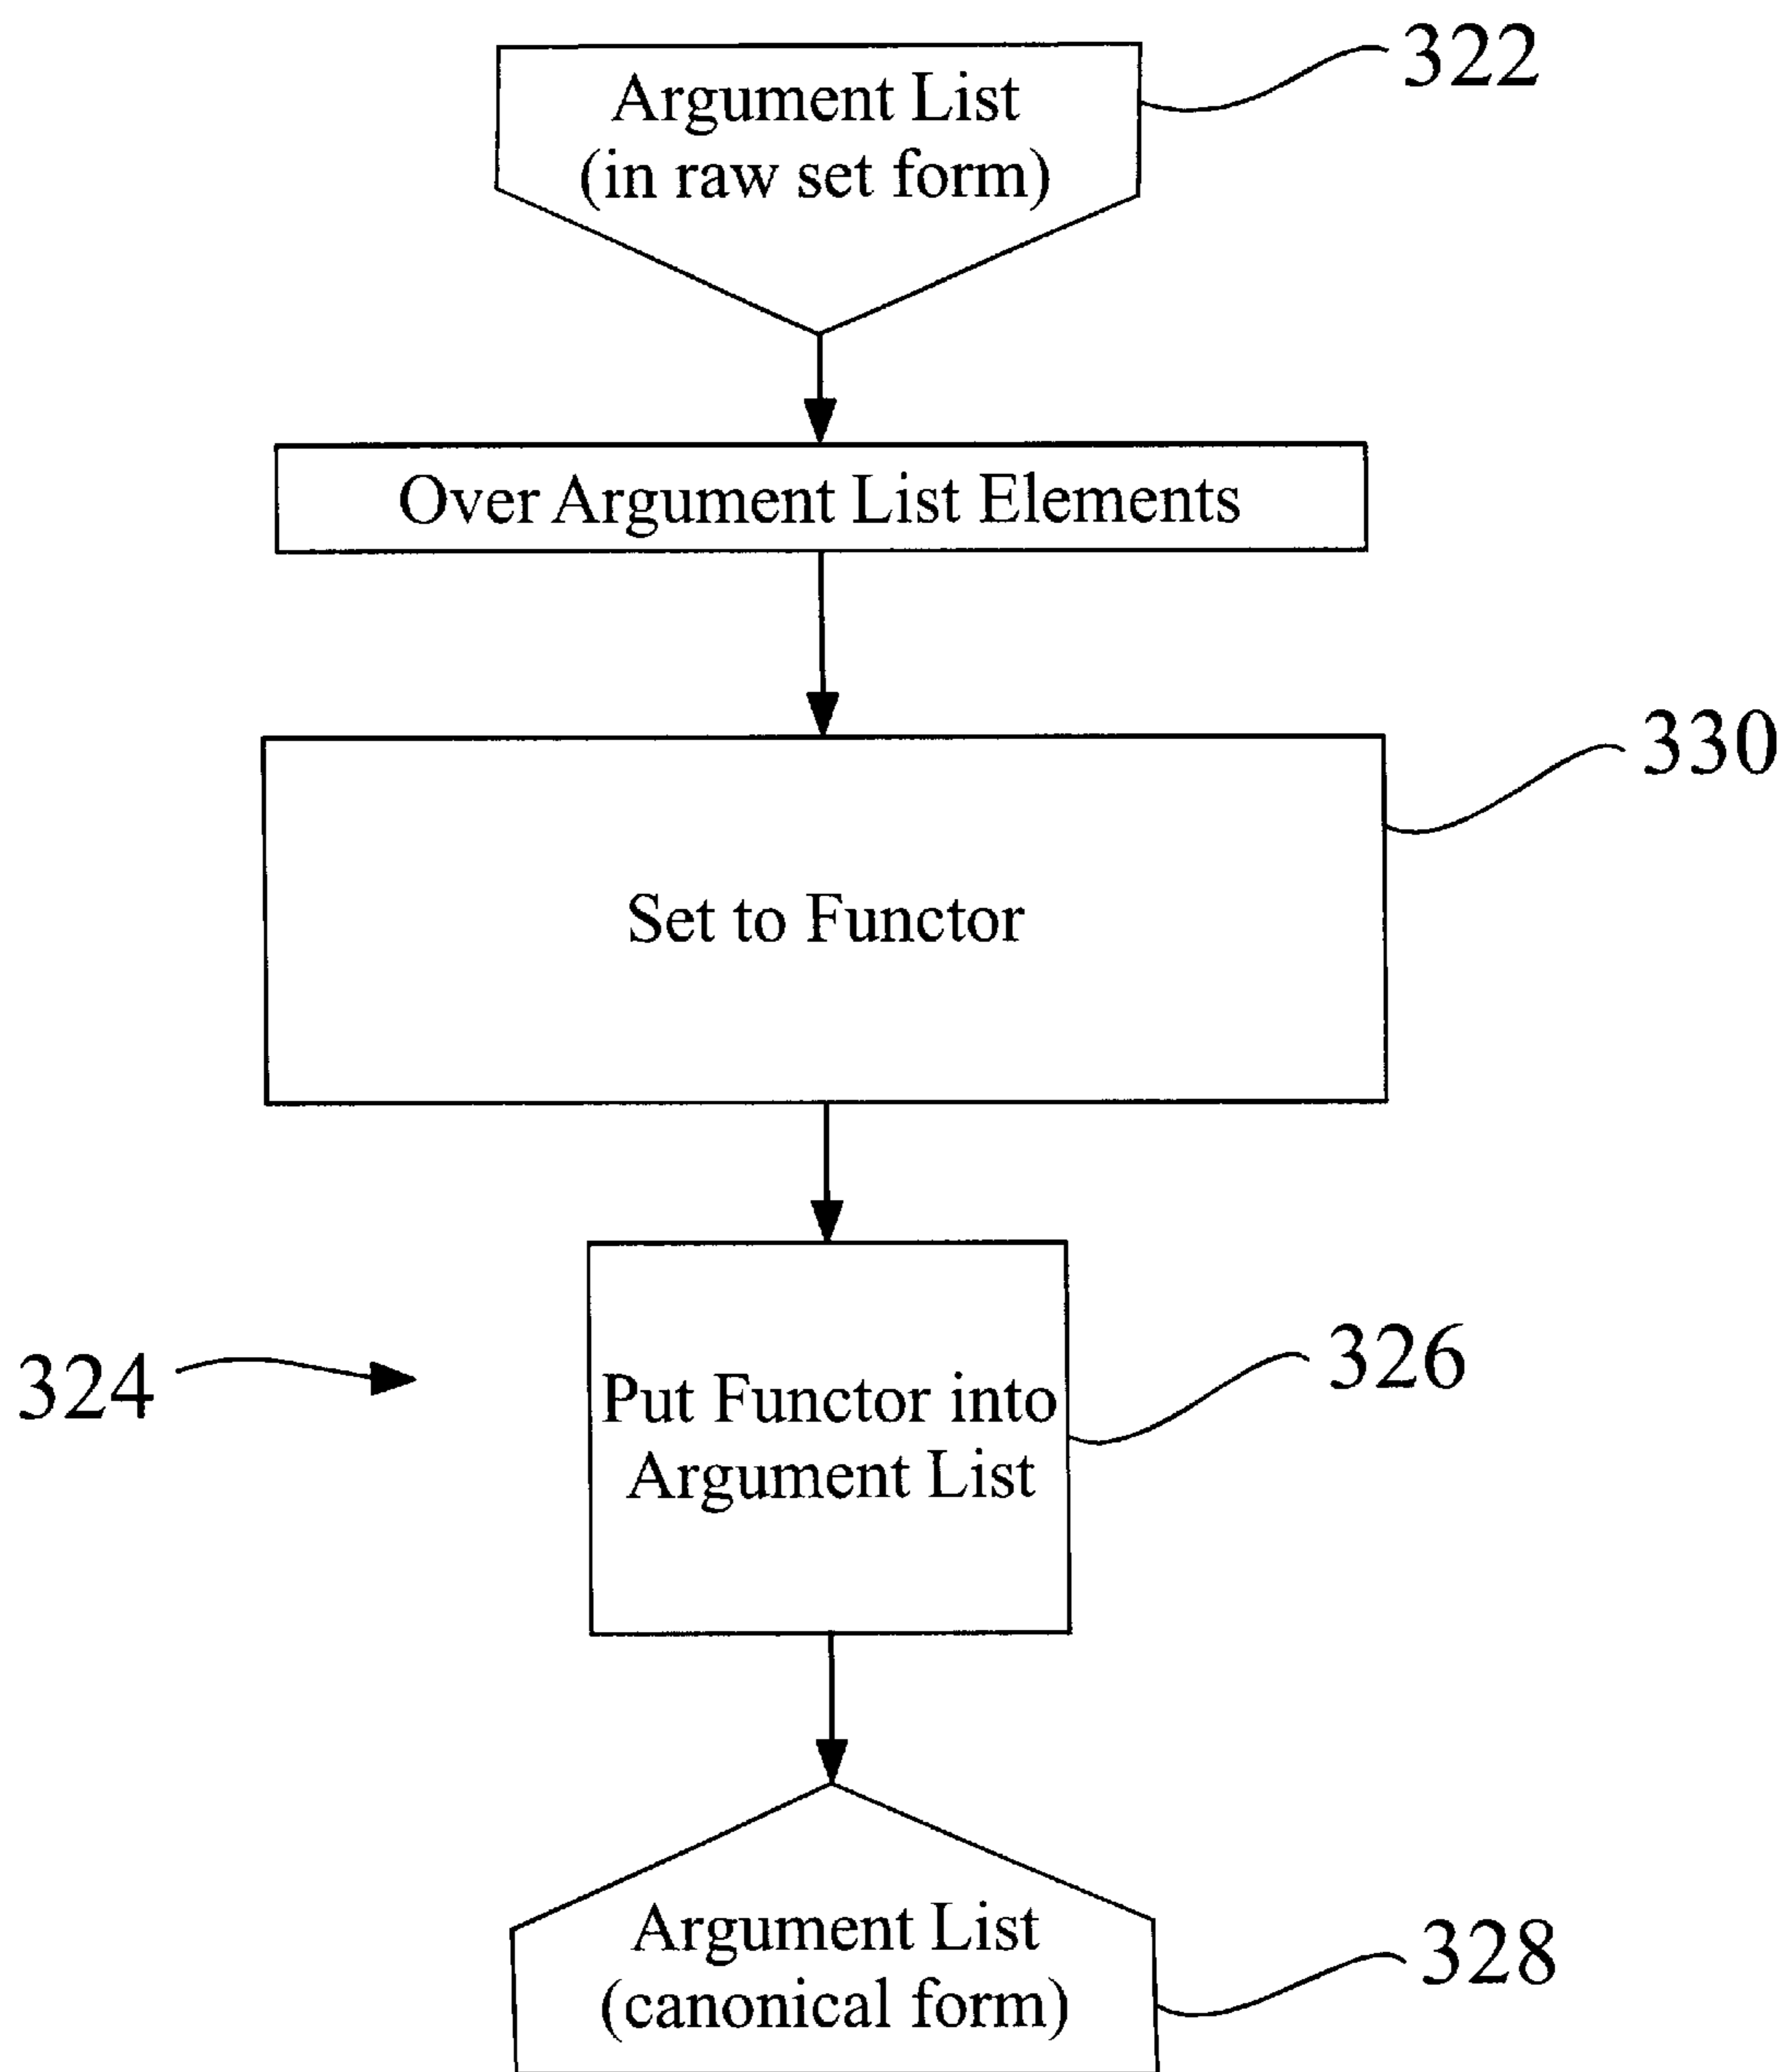 Argument List
(in raw set form)
322
Over Argument List Elements
330
Set to Functor
324
Put Functor into
Argument List
326
Argument List
(canonical form)
328